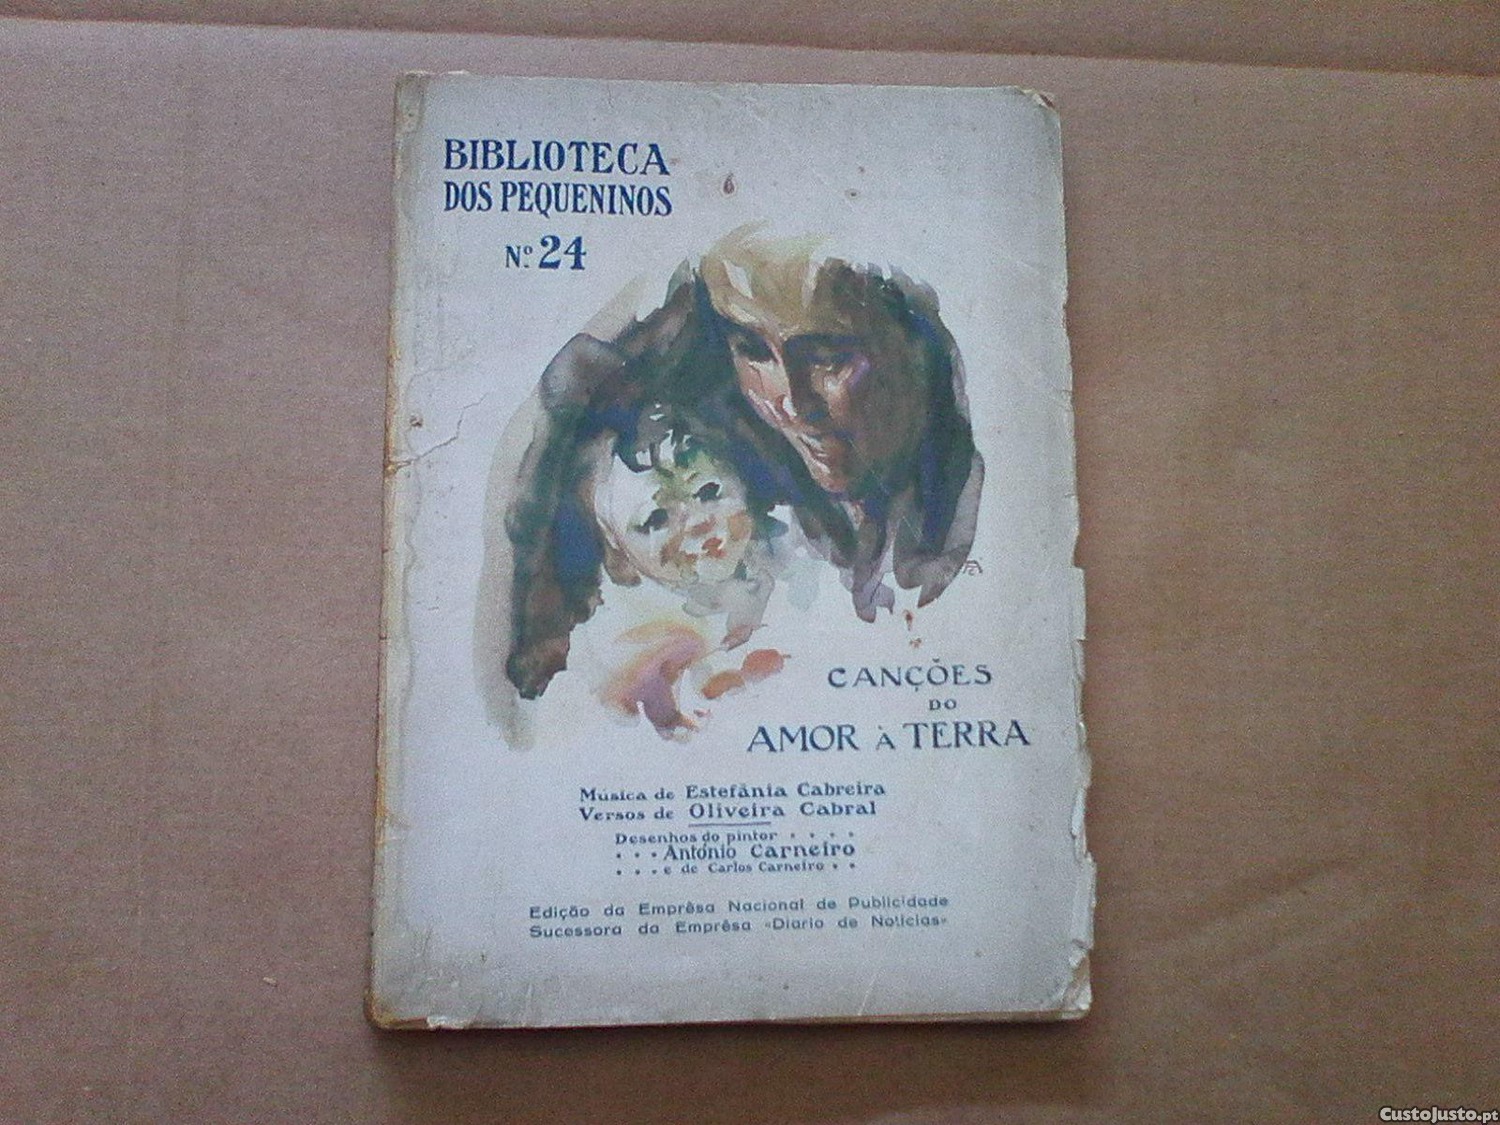 BIBLIOTECA
DOS PEQUENINOS
N.º 24
CANÇÕES
DO
AMOR À TERRA
Música de Estefânia Cabreira
Versos de Oliveira Cabral
Desenhos do pintor . . . .
. . . António Carneiro
. . . e de Carlos Carneiro . .
Edição da Emprêsa Nacional de Publicidade
Sucessora da Emprêsa «Diario de Noticias»
CustoJusto.pt